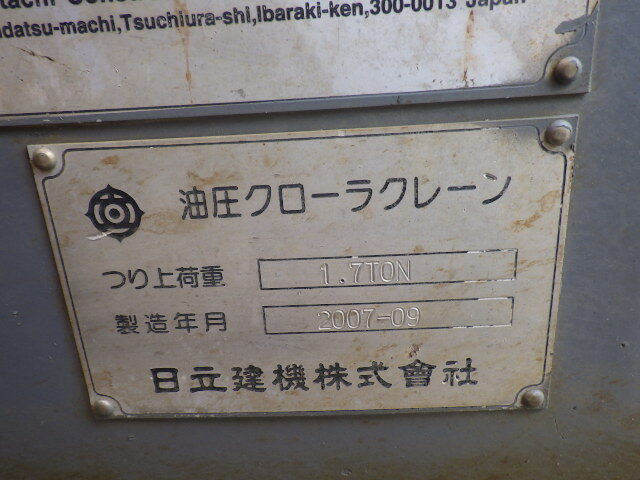 datsu-machi,Tsuchiura-shi,Ibaraki-ken,300-0013 Japan
油圧クローラクレーン
つり上荷重 1.7TON
製造年月 2007-09
日立建機株式會社